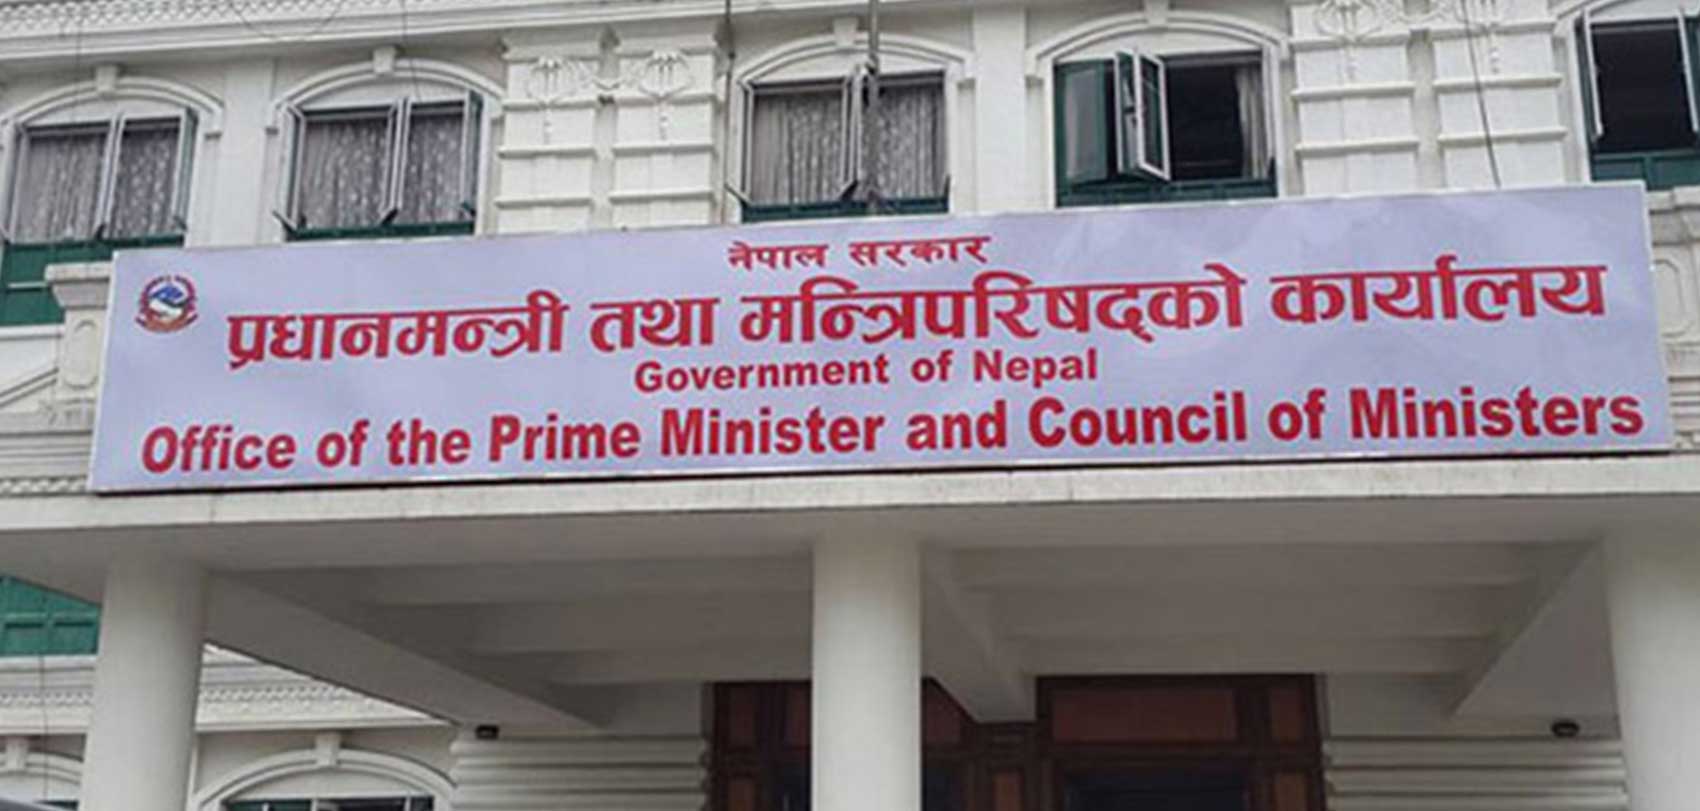 नेपाल सरकार
प्रधानमन्त्री तथा मन्त्रिपरिषद्को कार्यालय
Government of Nepal
Office of the Prime Minister and Council of Ministers